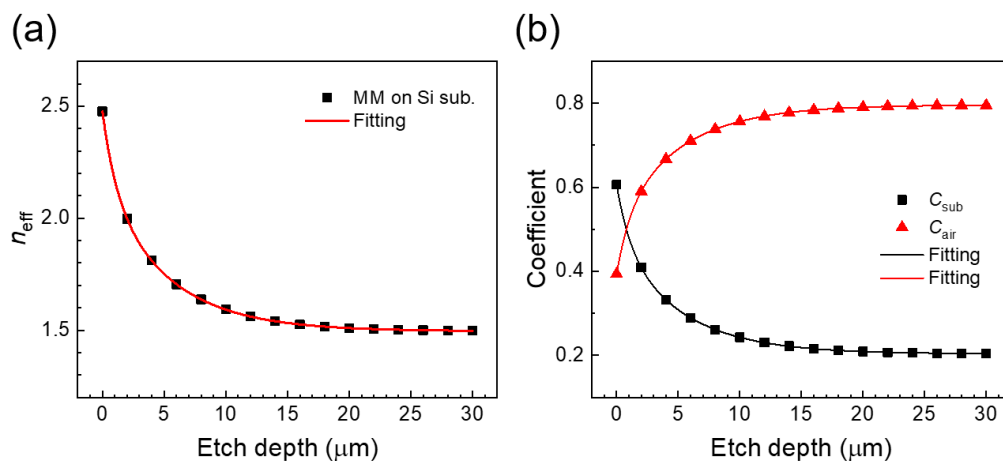 (a)
n_eff
2.5
2.0
1.5
MM on Si sub.
Fitting
0 5 10 15 20 25 30
Etch depth (μm)
(b)
Coefficient
0.8
0.6
0.4
0.2
C_sub
C_air
Fitting
Fitting
0 5 10 15 20 25 30
Etch depth (μm)